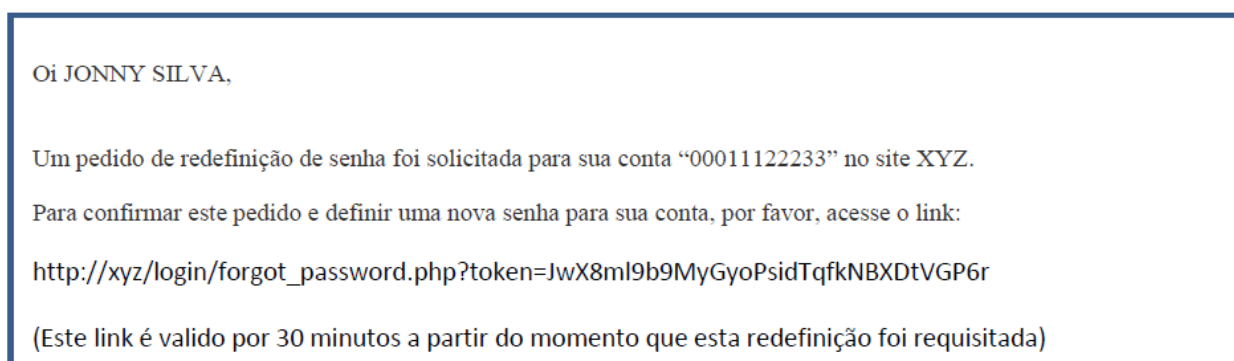 Oi JONNY SILVA,
Um pedido de redefinição de senha foi solicitada para sua conta “00011122233” no site XYZ.
Para confirmar este pedido e definir uma nova senha para sua conta, por favor, acesse o link:
http://xyz/login/forgot_password.php?token=JwX8ml9b9MyGyoPsidTqfkNBXDtVGP6r
(Este link é valido por 30 minutos a partir do momento que esta redefinição foi requisitada)